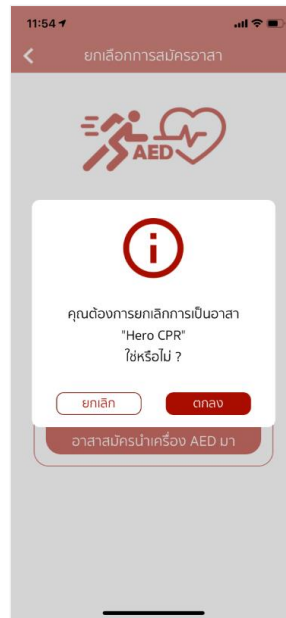 11:54
ยกเลือกการสมัครอาสา
AED
i
คุณต้องการยกเลิกการเป็นอาสา
"Hero CPR"
ใช่หรือไม่ ?
ยกเลิก
ตกลง
อาสาสมัครนำเครื่อง AED มา